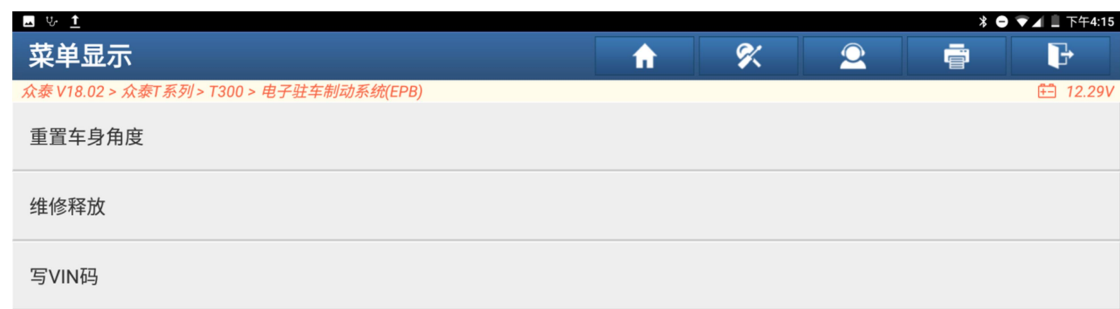 下午4:15
菜单显示
众泰 V18.02 > 众泰T系列 > T300 > 电子驻车制动系统(EPB)
12.29V
重置车身角度
维修释放
写VIN码